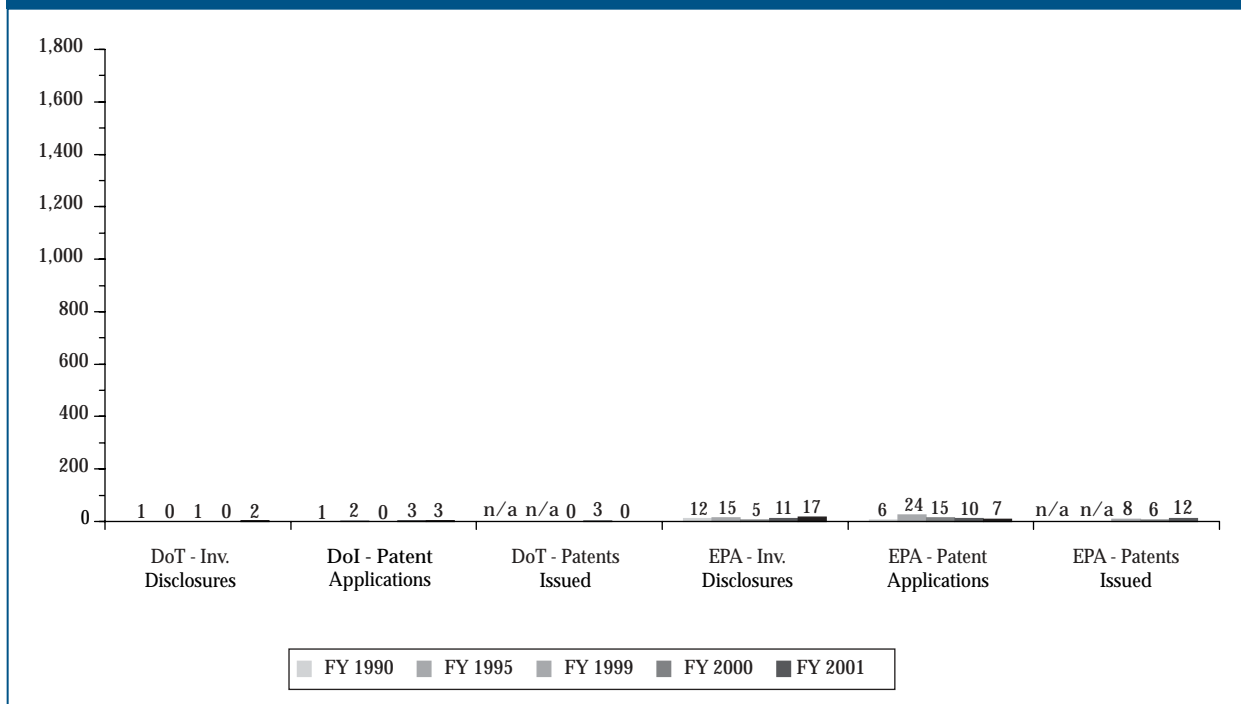 1,800
1,600
1,400
1,200
1,000
800
600
400
200
0
1 0 1 0 2 1 2 0 3 3 n/a n/a 0 3 0 12 15 5 11 17 6 24 15 10 7 n/a n/a 8 6 12
DoT - Inv. DoI - Patent DoT - Patents EPA - Inv. EPA - Patent EPA - Patents
Disclosures Applications Issued Disclosures Applications Issued
FY 1990 FY 1995 FY 1999 FY 2000 FY 2001